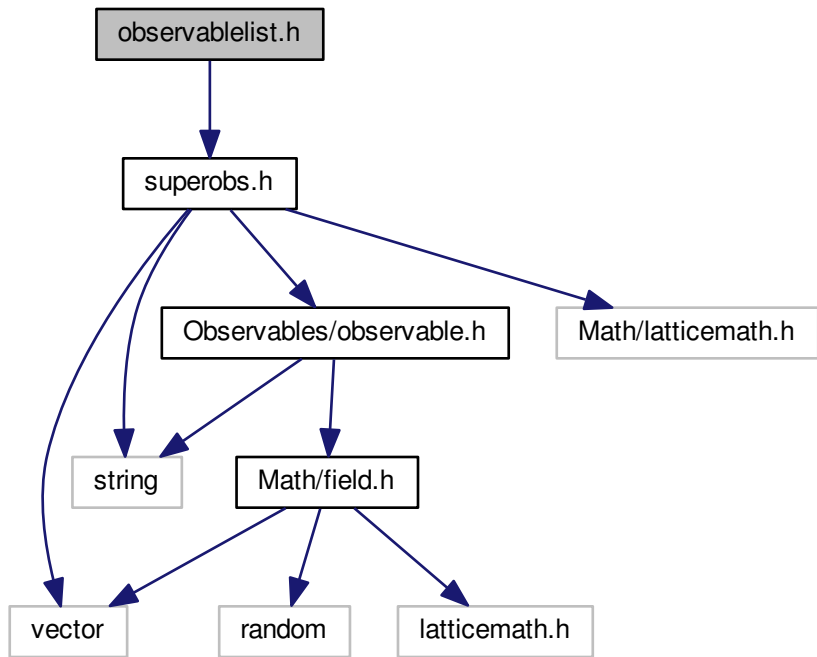 observablelist.h
superobs.h
Observables/observable.h
Math/latticemath.h
string
Math/field.h
vector
random
latticemath.h